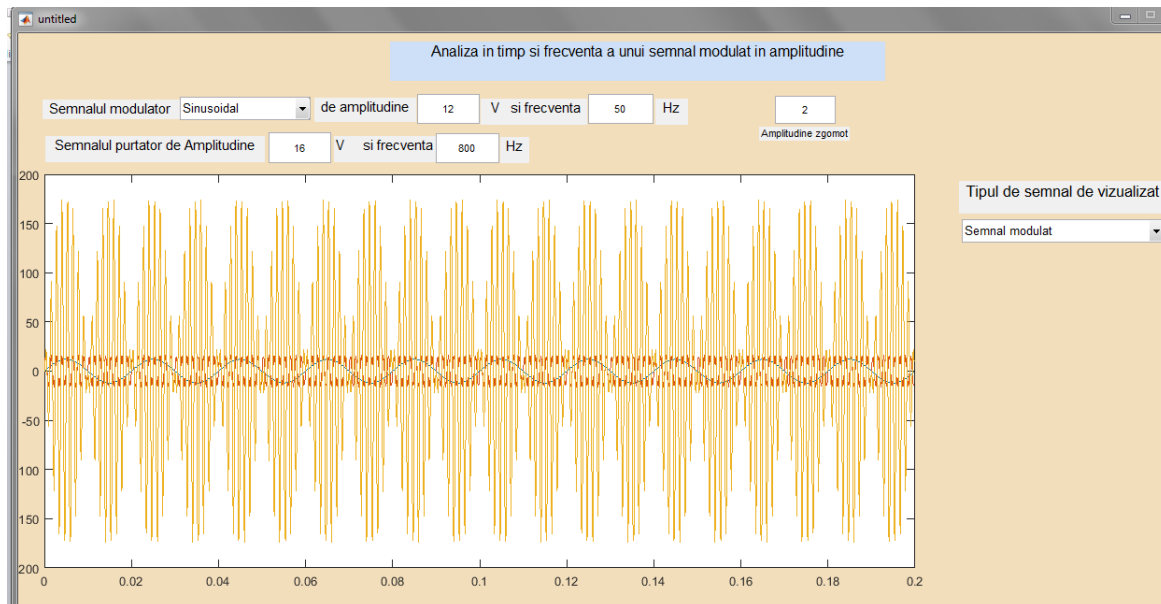 untitled
Analiza in timp si frecventa a unui semnal modulat in amplitudine
Semnalul modulator Sinusoidal de amplitudine 12 V si frecventa 50 Hz 2
Amplitudine zgomot
Semnalul purtator de Amplitudine 16 V si frecventa 800 Hz
Tipul de semnal de vizualizat
Semnal modulat
200
150
100
50
0
-50
100
150
200
0 0.02 0.04 0.06 0.08 0.1 0.12 0.14 0.16 0.18 0.2